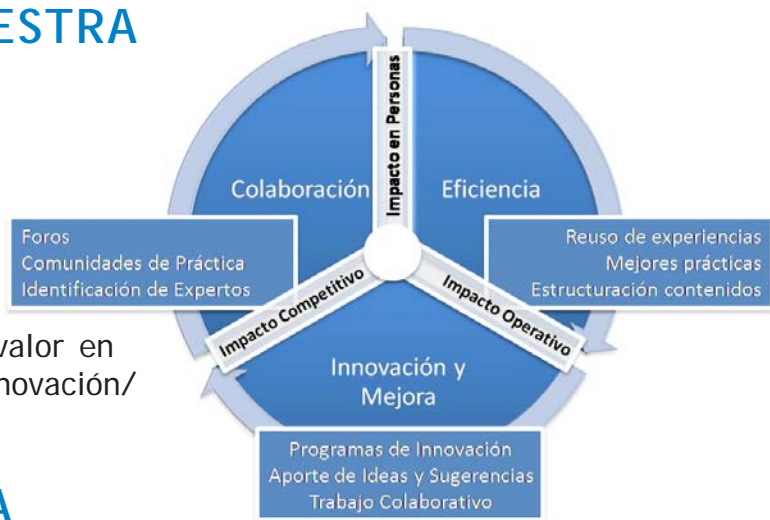 ESTRA
Impacto en Personas
Colaboración
Eficiencia
Foros
Comunidades de Práctica
Identificación de Expertos
Reuso de experiencias
Mejores prácticas
Estructuración contenidos
Impacto Competitivo
Impacto Operativo
valor en
novación/
Innovación y
Mejora
Programas de Innovación
Aporte de Ideas y Sugerencias
Trabajo Colaborativo
A